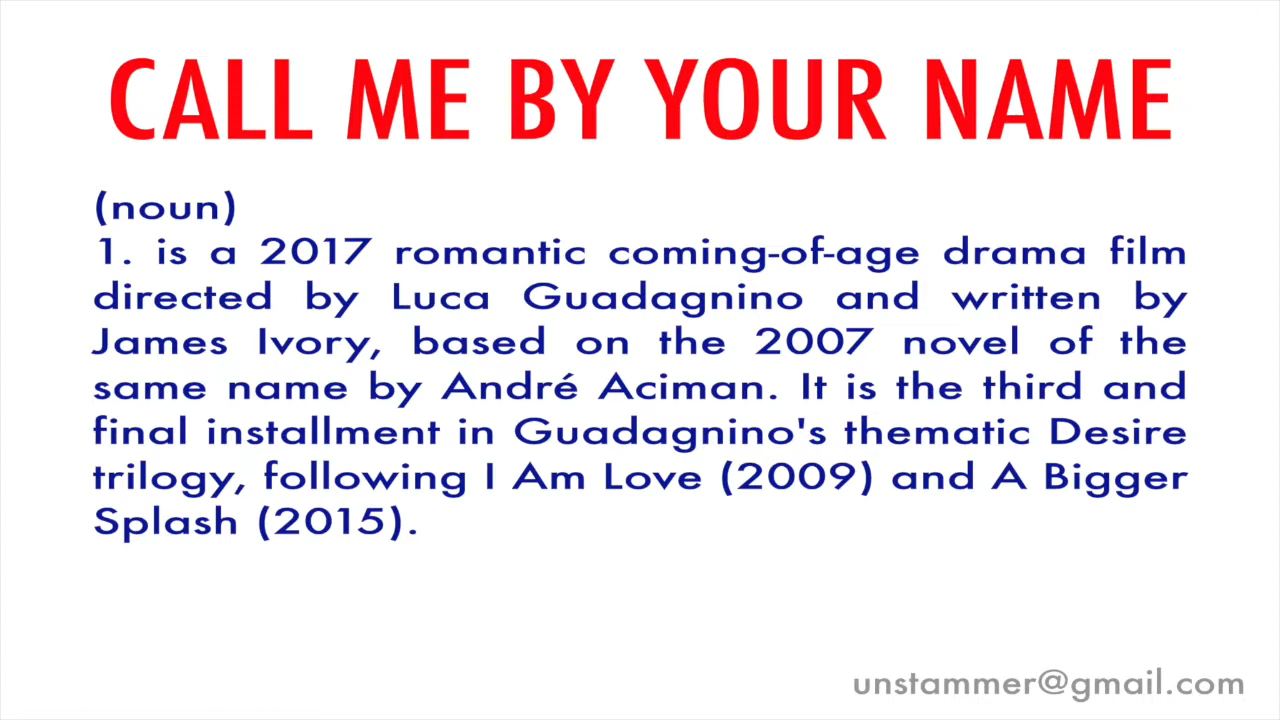 CALL ME BY YOUR NAME
(noun)
1. is a 2017 romantic coming-of-age drama film
directed by Luca Guadagnino and written by
James Ivory, based on the 2007 novel of the
same name by André Aciman. It is the third and
final installment in Guadagnino's thematic Desire
trilogy, following I Am Love (2009) and A Bigger
Splash (2015).
unstammer@gmail.com